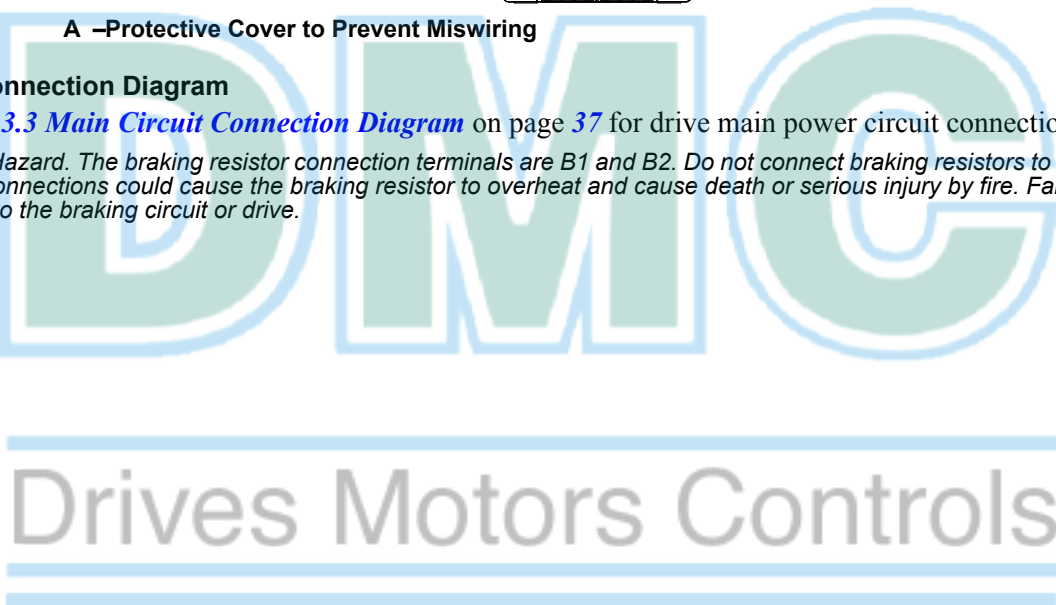 A –Protective Cover to Prevent Miswiring
onnection Diagram
3.3 Main Circuit Connection Diagram on page 37 for drive main power circuit connectio
Hazard. The braking resistor connection terminals are B1 and B2. Do not connect braking resistors to
onnections could cause the braking resistor to overheat and cause death or serious injury by fire. Fai
o the braking circuit or drive.
DMC
Drives Motors Controls